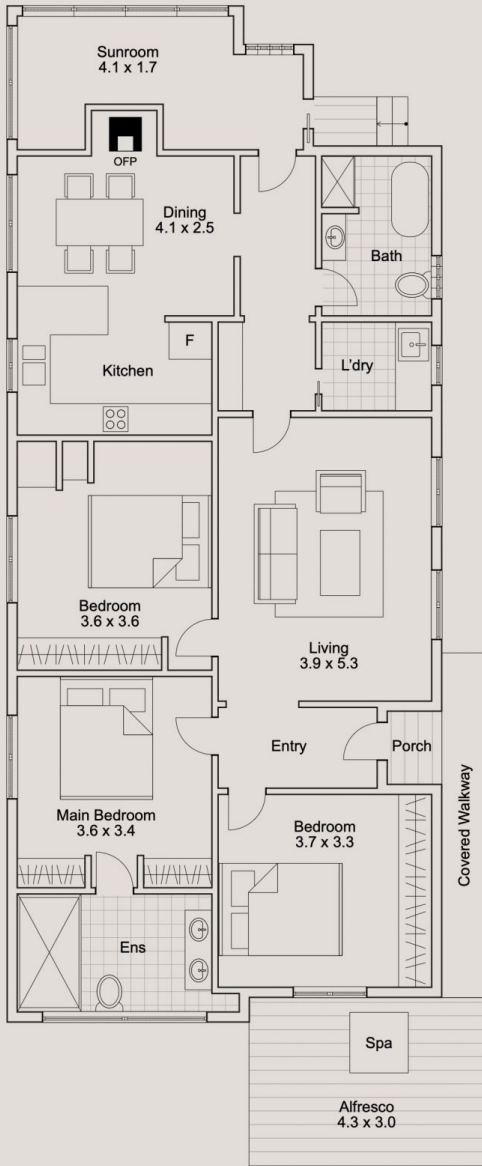 Sunroom
4.1 x 1.7
OFP
Dining
4.1 x 2.5
Bath
F
Kitchen
L'dry
Bedroom
3.6 x 3.6
Living
3.9 x 5.3
Entry
Porch
Covered Walkway
Main Bedroom
3.6 x 3.4
Bedroom
3.7 x 3.3
Ens
Spa
Alfresco
4.3 x 3.0